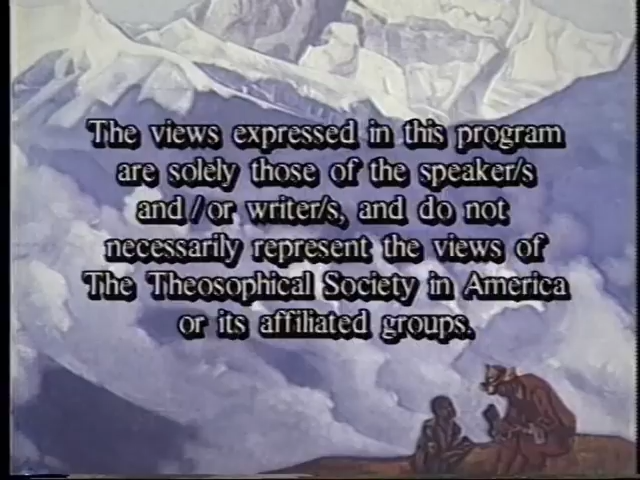 The views expressed in this program
are solely those of the speaker/s
and/or writer/s, and do not
necessarily represent the views of
The Theosophical Society in America
or its affiliated groups.